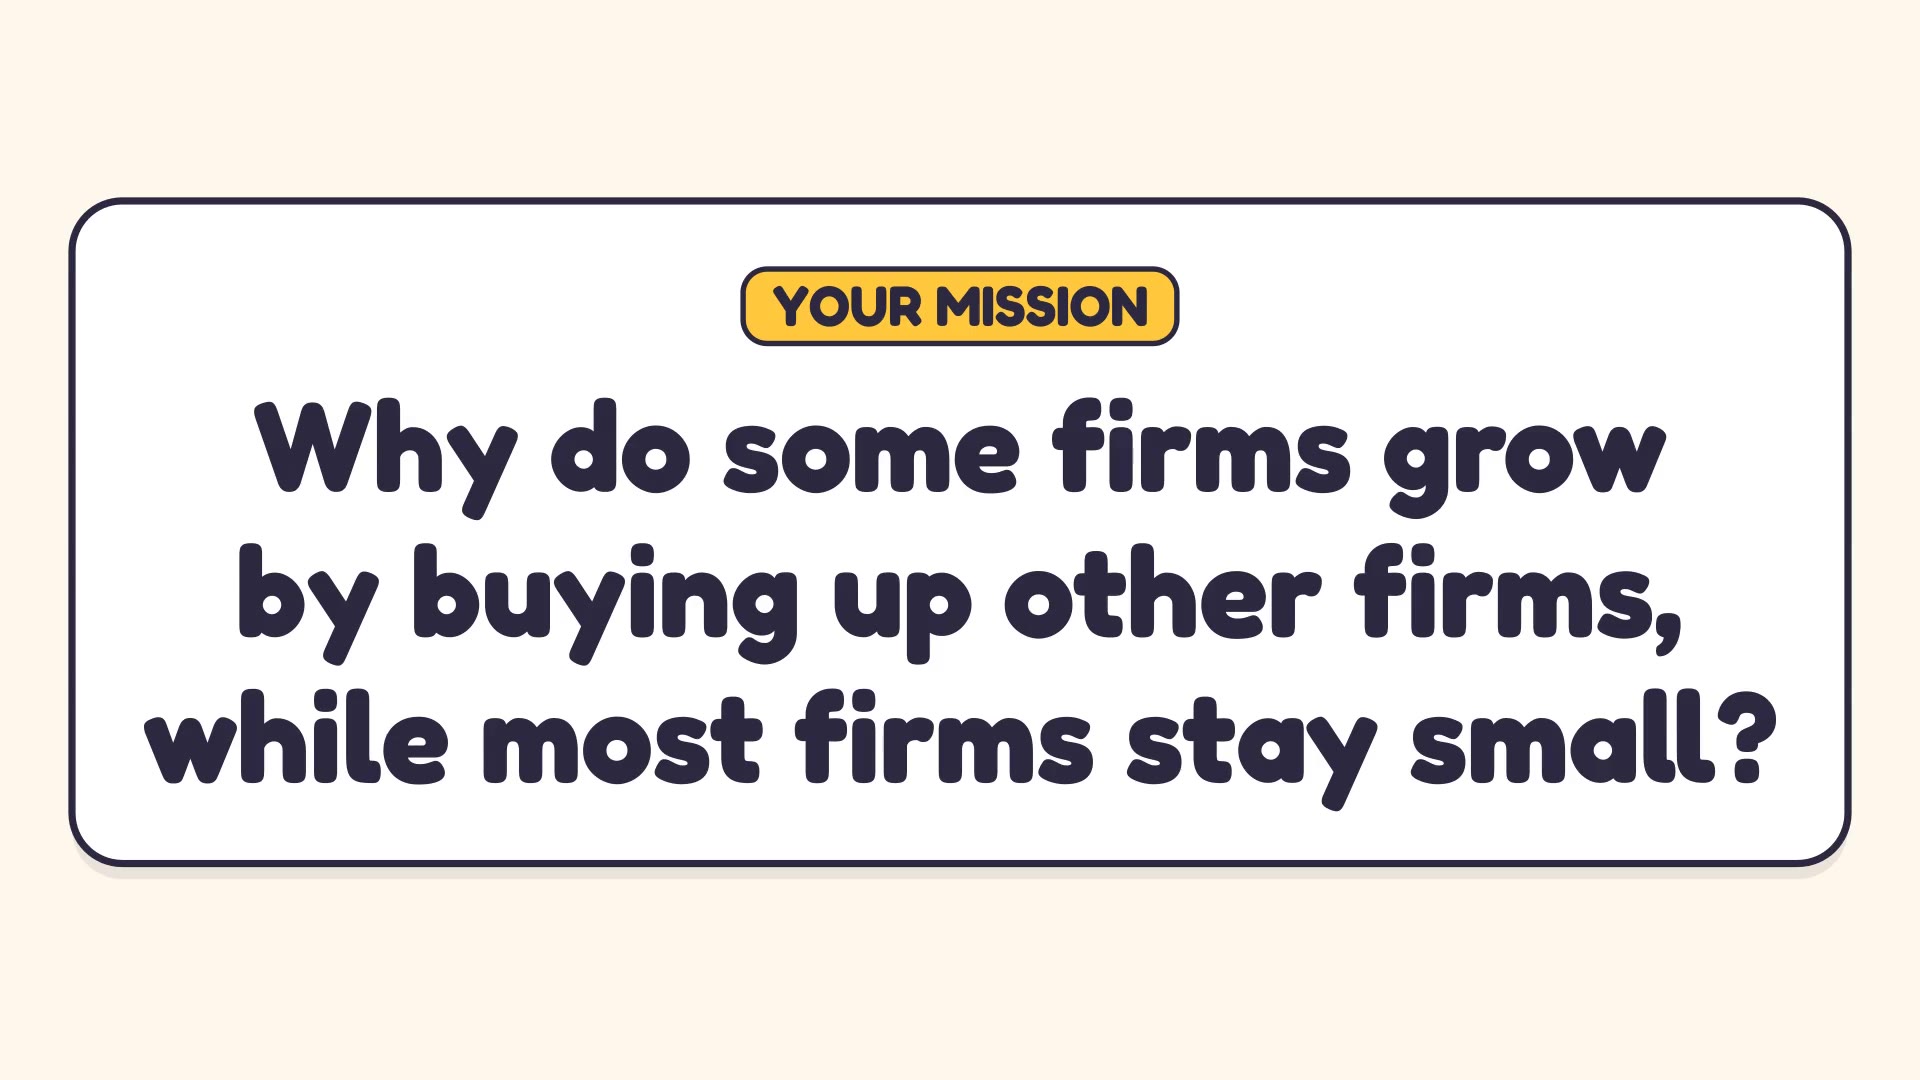 YOUR MISSION
Why do some firms grow
by buying up other firms,
while most firms stay small?